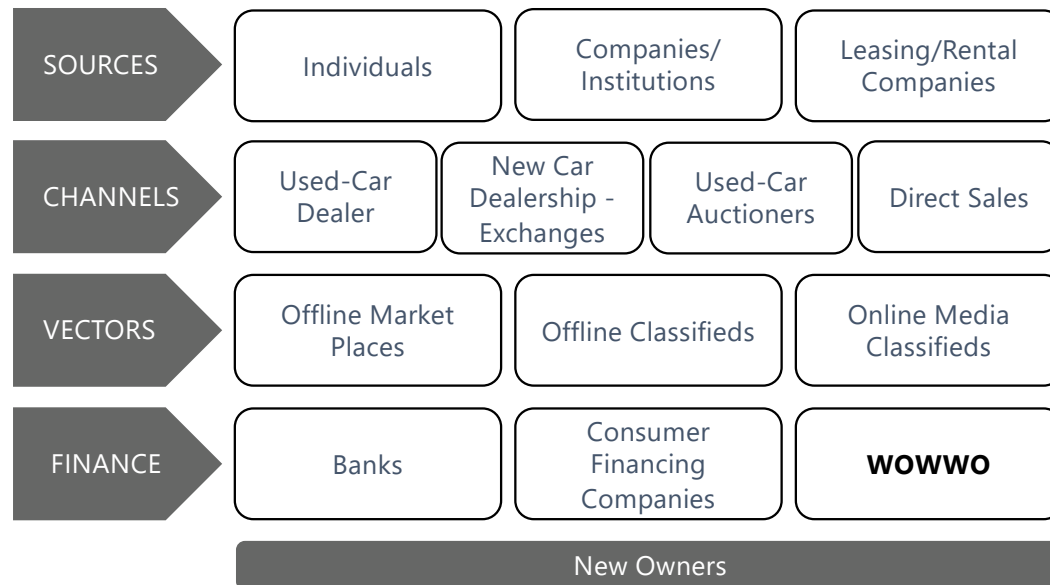 SOURCES
Individuals
Companies/
Institutions
Leasing/Rental
Companies
CHANNELS
Used-Car
Dealer
New Car
Dealership -
Exchanges
Used-Car
Auctioners
Direct Sales
VECTORS
Offline Market
Places
Offline Classifieds
Online Media
Classifieds
FINANCE
Banks
Consumer
Financing
Companies
WOWWO
New Owners